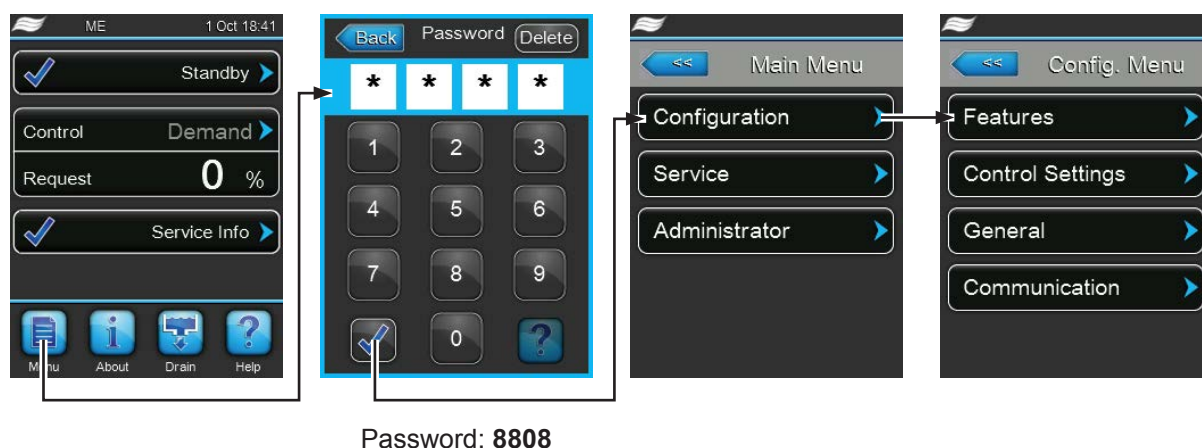 ME 1 Oct 18:41
Standby
Control Demand
Request 0 %
Service Info
Menu About Drain Help
Back Password Delete
* * * *
1 2 3
4 5 6
7 8 9
0 ?
<< Main Menu
Configuration
Service
Administrator
<< Config. Menu
Features
Control Settings
General
Communication
Password: 8808